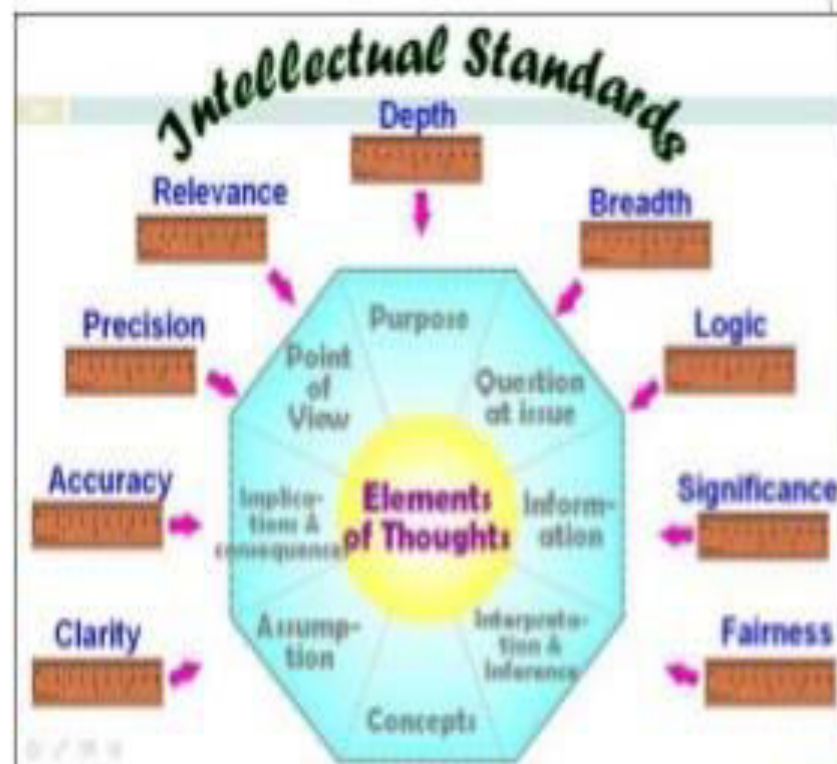 Intellectual Standards
Depth
Relevance
Breadth
Precision
Logic
Accuracy
Significance
Clarity
Fairness
Purpose
Point
of
View
Question
at issue
Implica-
tions &
consequences
Elements
of Thoughts
Inform-
ation
Assump-
tion
Interpreta-
tion &
Inference
Concepts